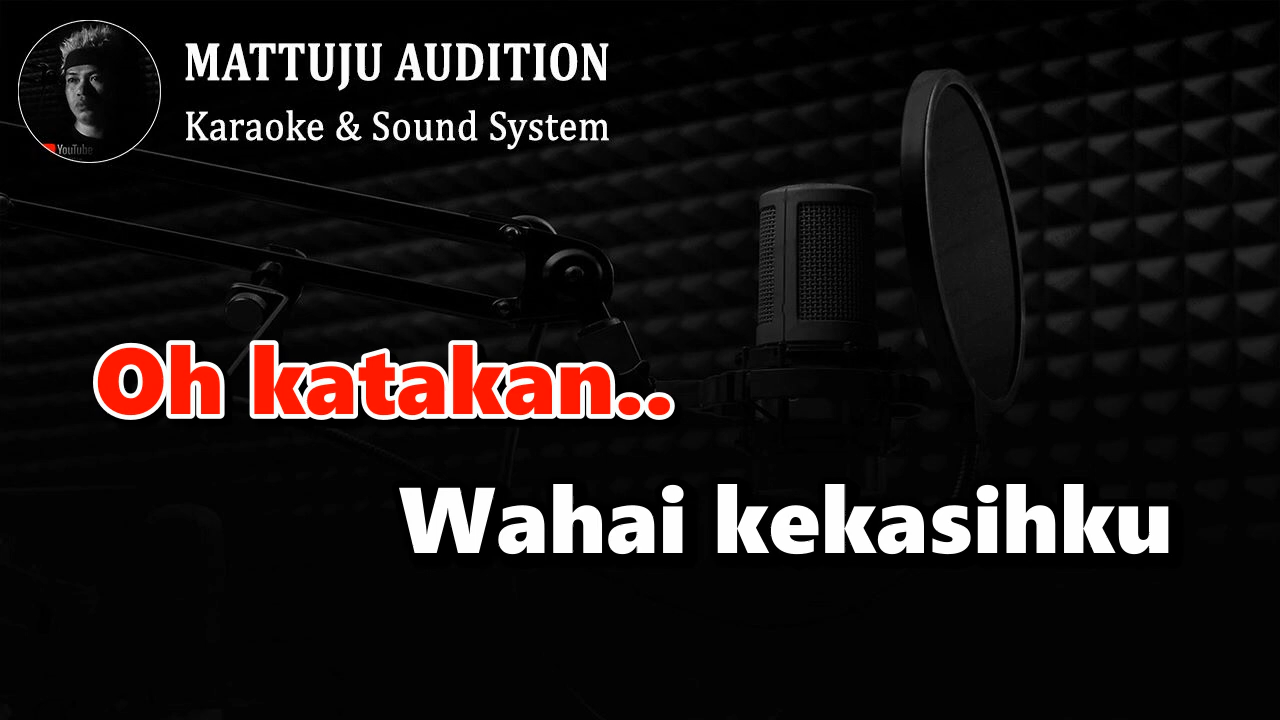 MATTUJU AUDITION
Karaoke & Sound System
YouTube
Oh katakan..
Wahai kekasihku